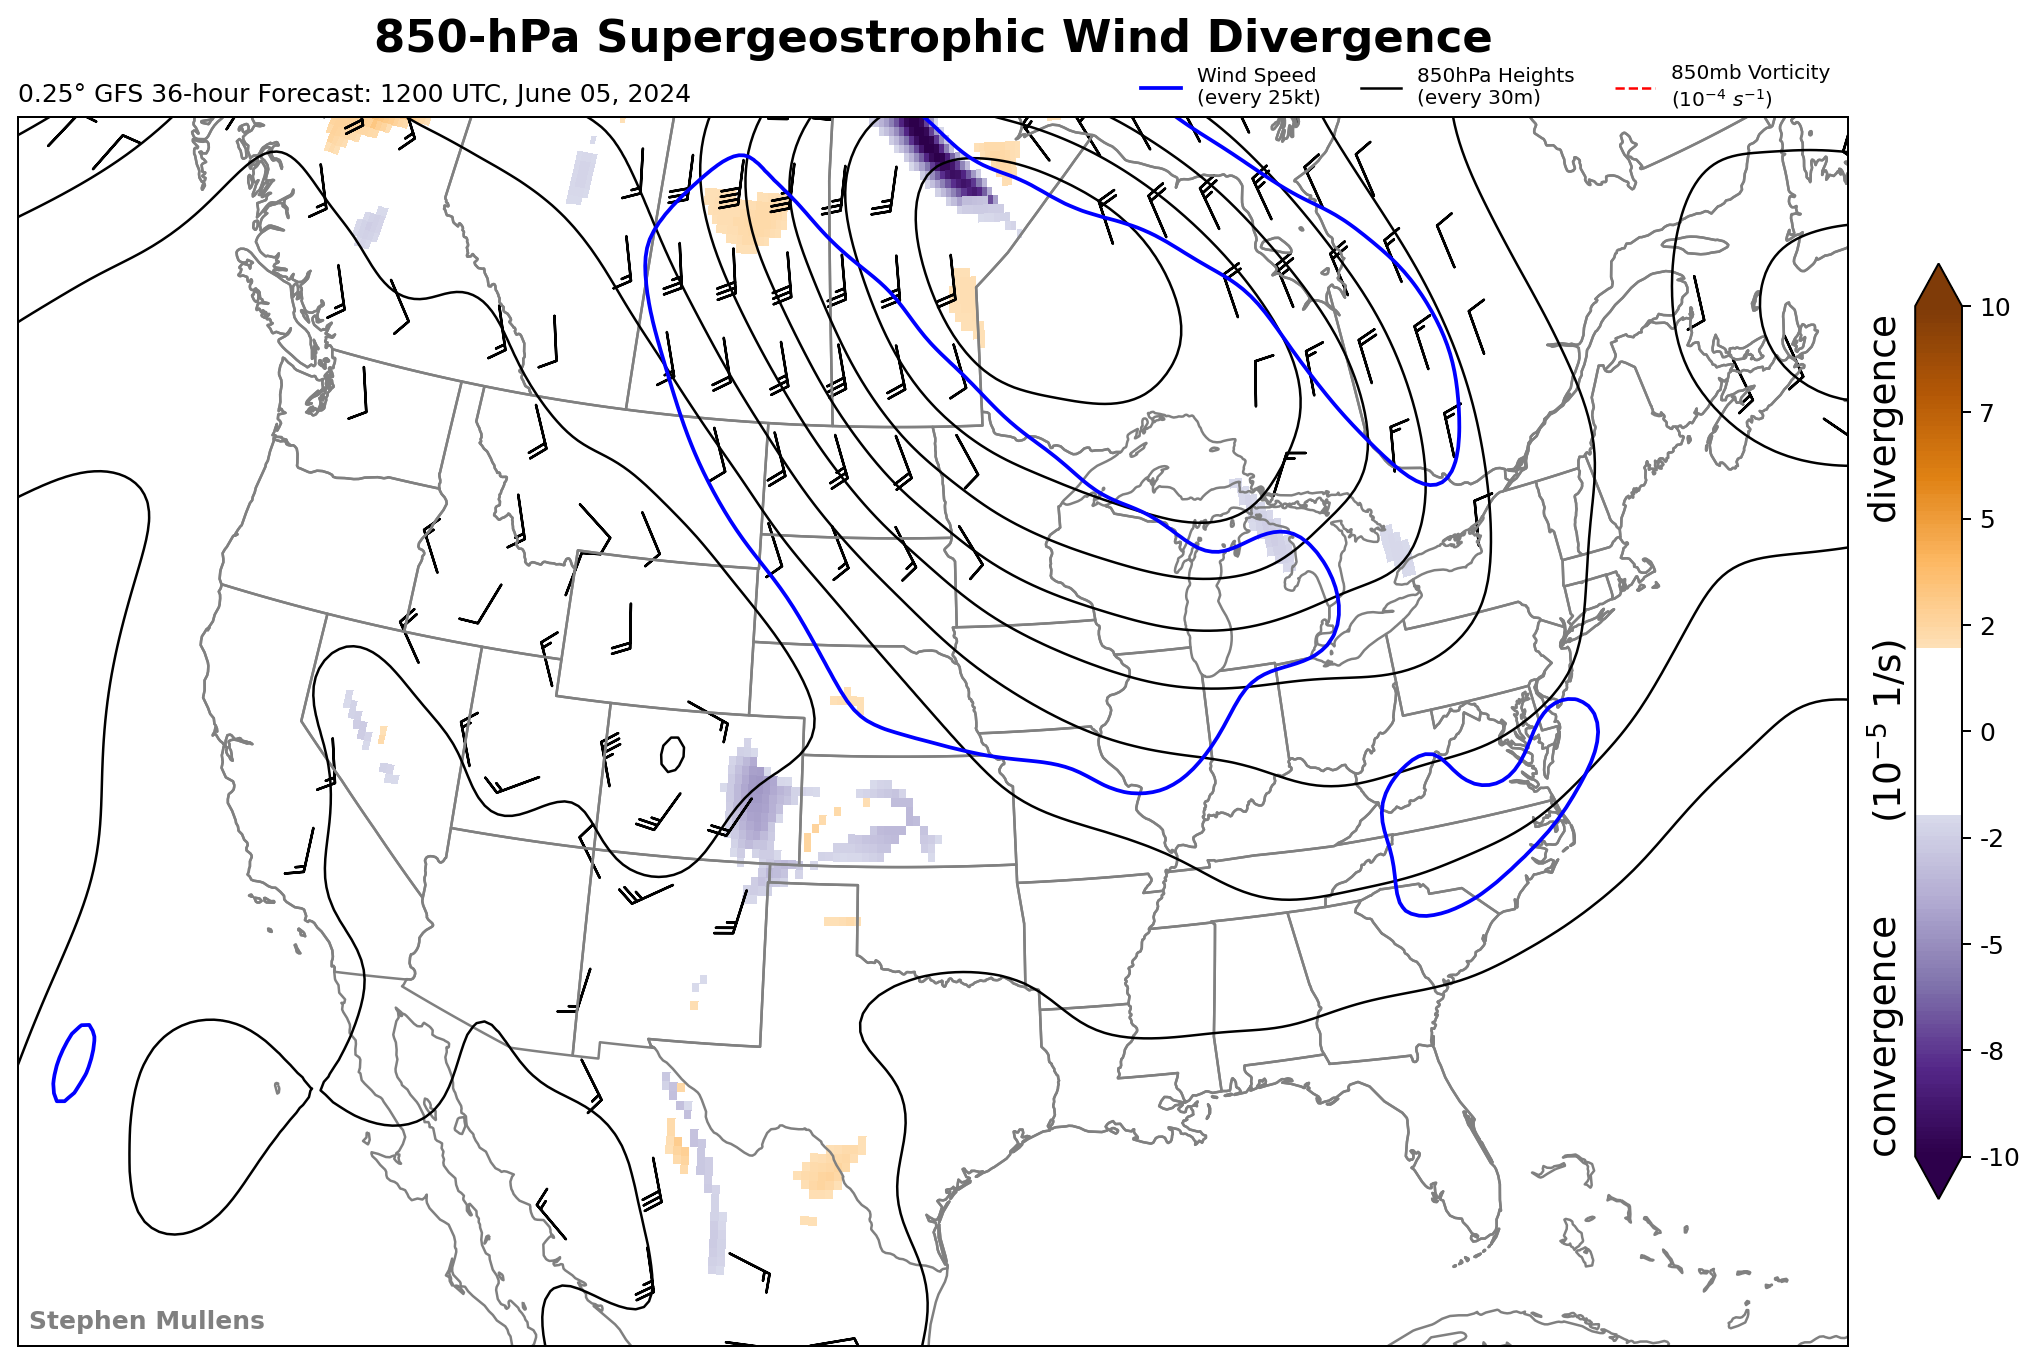 850-hPa Supergeostrophic Wind Divergence
0.25° GFS 36-hour Forecast: 1200 UTC, June 05, 2024
Wind Speed
(every 25kt)
850hPa Heights
(every 30m)
850mb Vorticity
(10⁻⁴ s⁻¹)
10
7
5
2
0
-2
-5
-8
-10
convergence (10⁻⁵ 1/s) divergence
Stephen Mullens